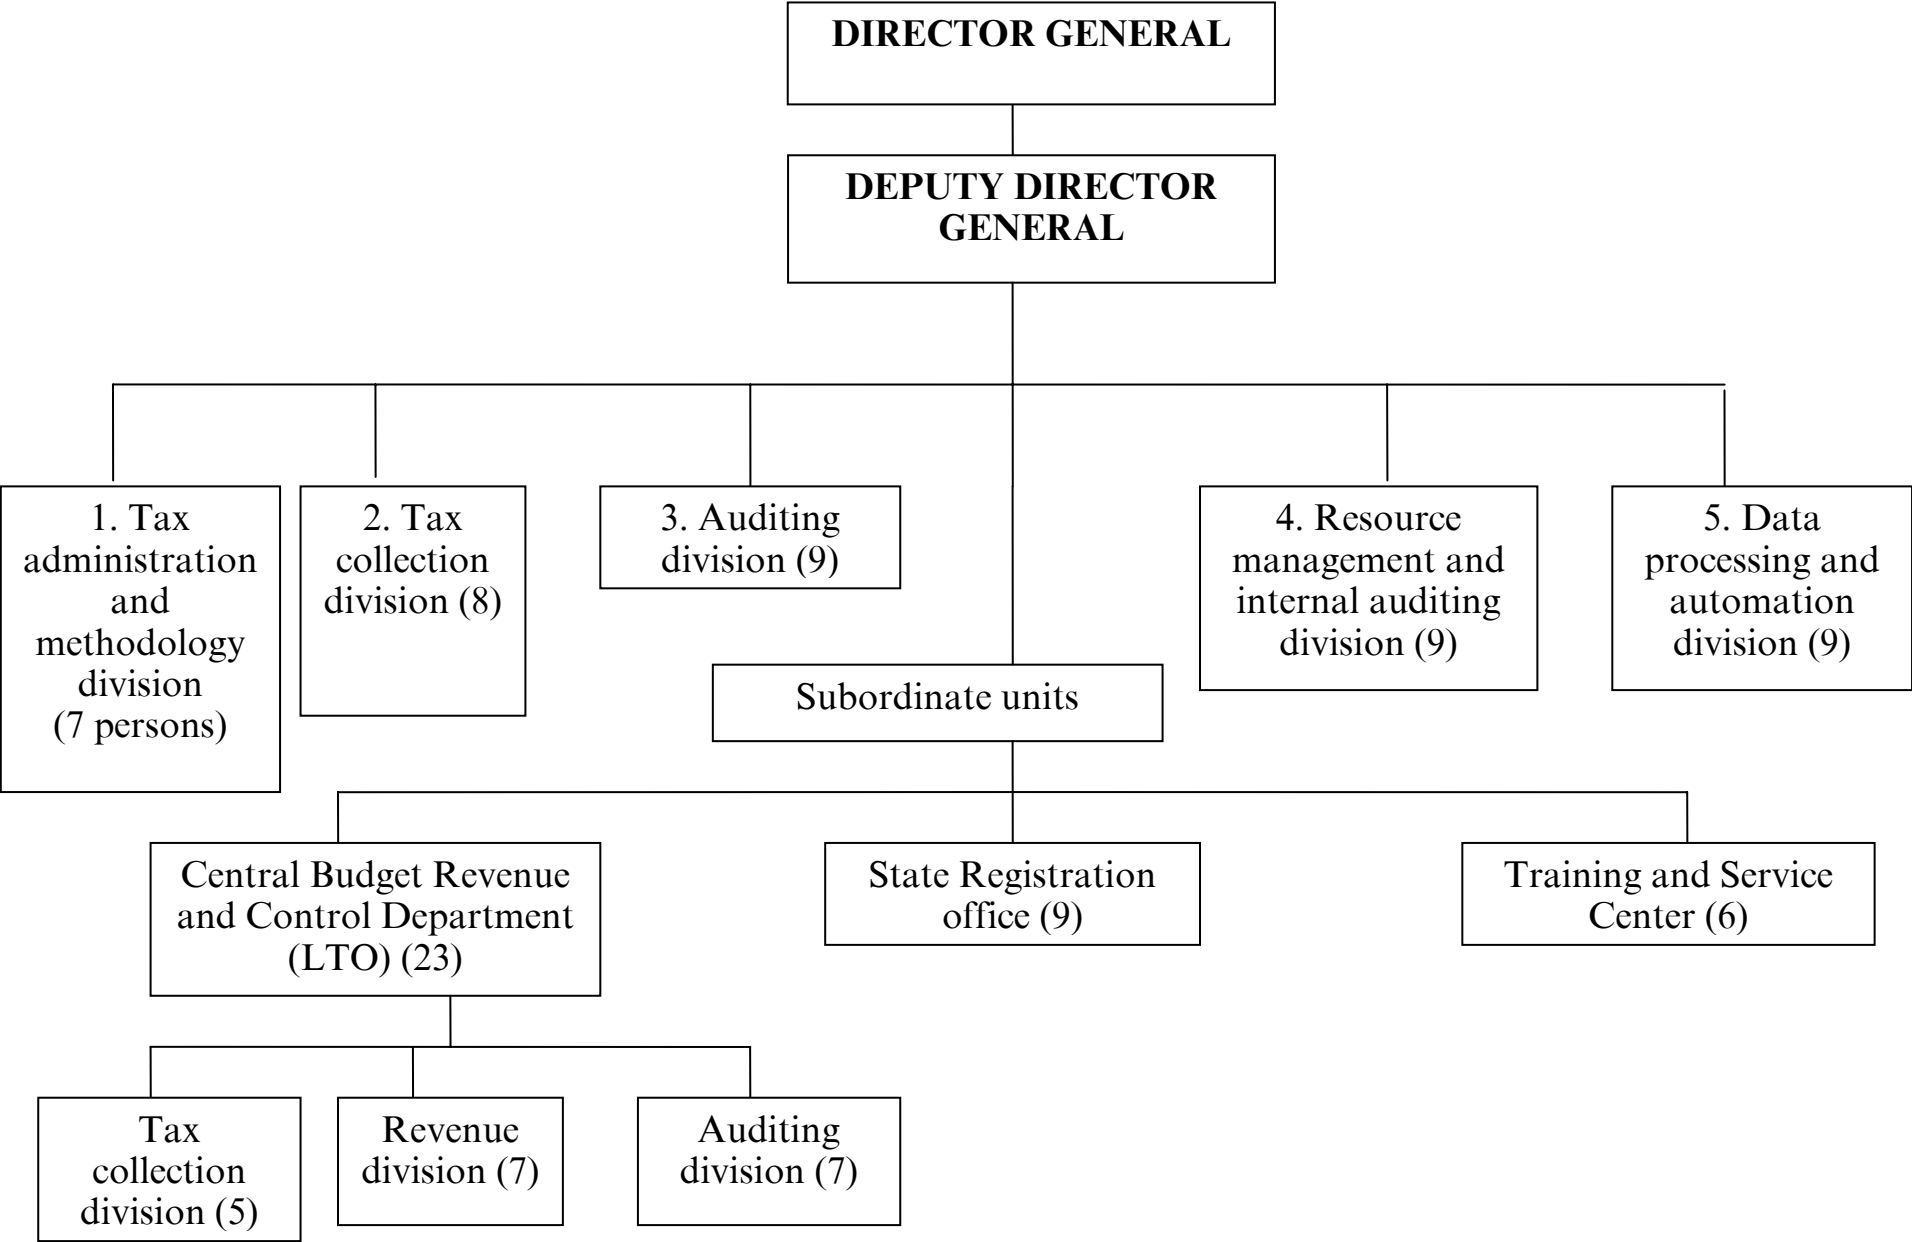 DIRECTOR GENERAL
DEPUTY DIRECTOR
GENERAL
1. Tax
administration
and
methodology
division
(7 persons)
2. Tax
collection
division (8)
3. Auditing
division (9)
4. Resource
management and
internal auditing
division (9)
5. Data
processing and
automation
division (9)
Subordinate units
Central Budget Revenue
and Control Department
(LTO) (23)
State Registration
office (9)
Training and Service
Center (6)
Tax
collection
division (5)
Revenue
division (7)
Auditing
division (7)